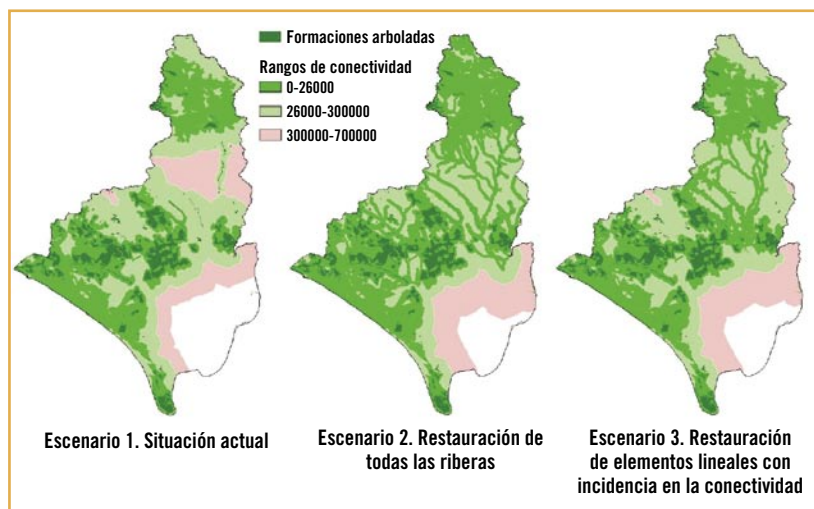 Formaciones arboladas
Rangos de conectividad
0-26000
26000-300000
300000-700000
Escenario 1. Situación actual
Escenario 2. Restauración de
todas las riberas
Escenario 3. Restauración
de elementos lineales con
incidencia en la conectividad